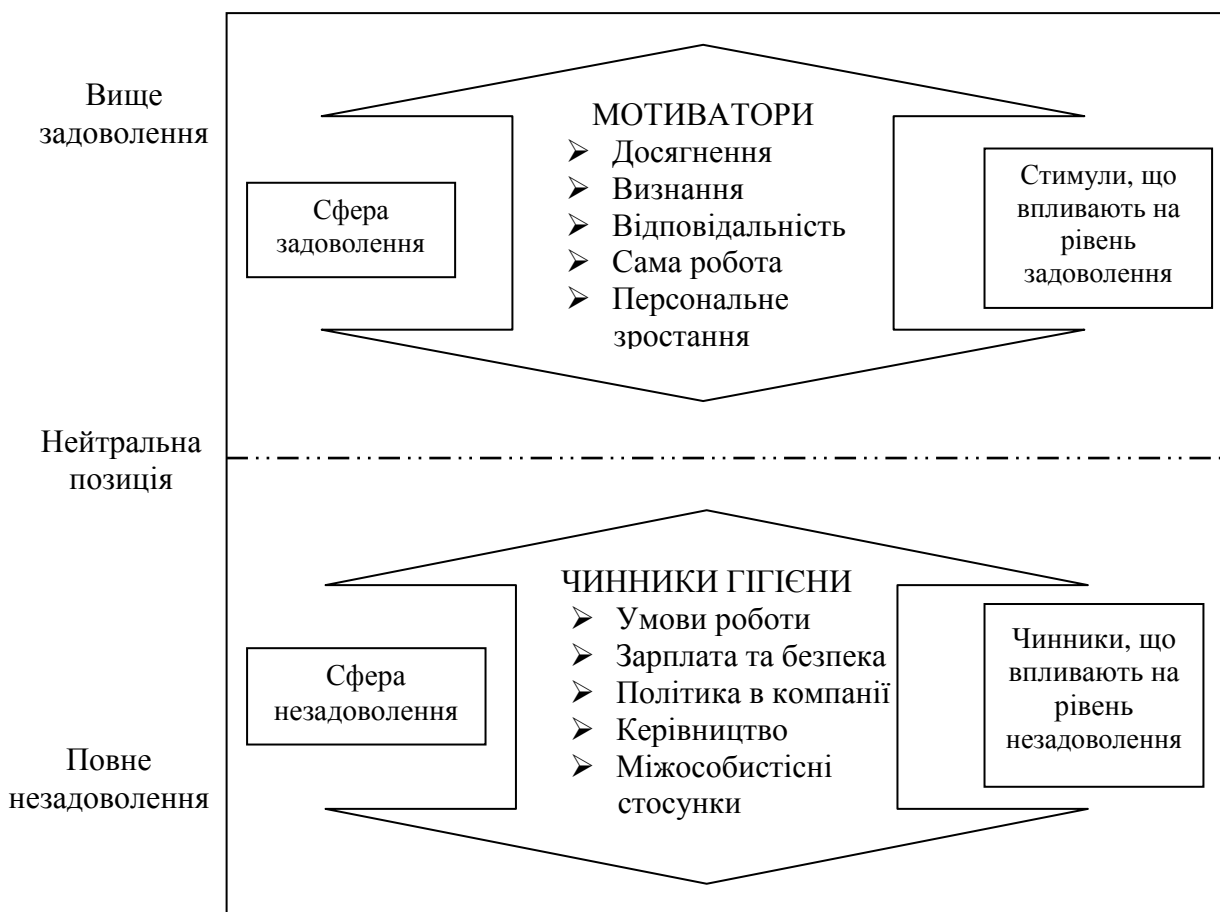 Вище
задоволення
МОТИВАТОРИ
➢ Досягнення
➢ Визнання
➢ Відповідальність
➢ Сама робота
➢ Персональне
зростання
Сфера
задоволення
Стимули, що
впливають на
рівень
задоволення
Нейтральна
позиція
ЧИННИКИ ГІГІЄНИ
➢ Умови роботи
➢ Зарплата та безпека
➢ Політика в компанії
➢ Керівництво
➢ Міжособистісні
стосунки
Сфера
незадоволення
Чинники, що
впливають на
рівень
незадоволення
Повне
незадоволення